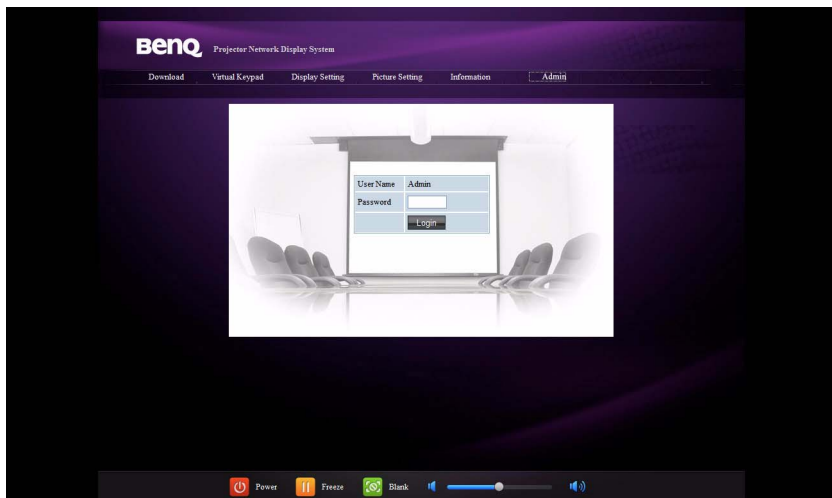 BenQ Projector Network Display System
Download Virtual Keypad Display Setting Picture Setting Information Admin
User Name Admin
Password
Login
Power Freeze Blank